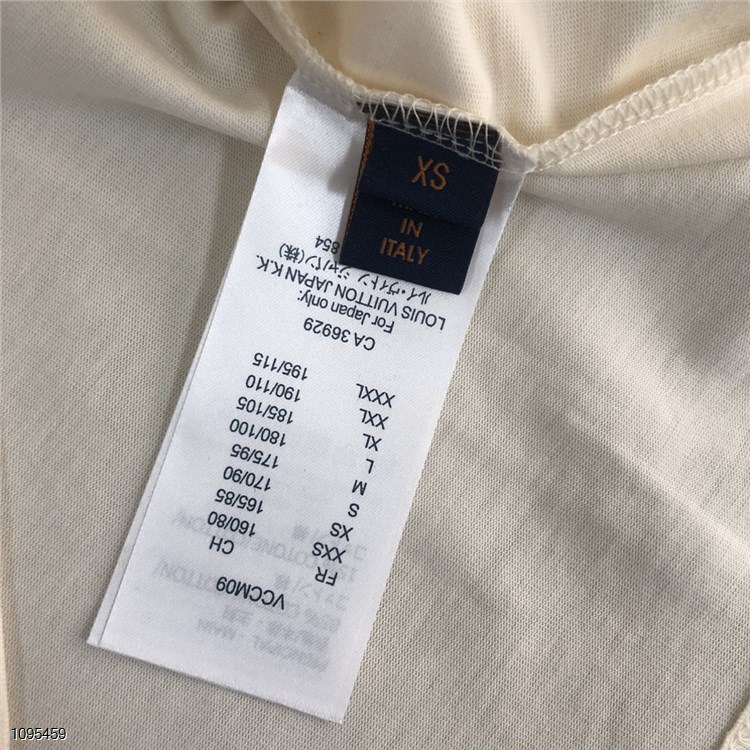 XS
IN
ITALY
VCCM09
FR CH
XXS 160/80
XS 165/85
S 170/90
M 175/95
L 180/100
XL 185/105
XXL 190/110
XXXL 195/115
CA 36929
For Japan only:
LOUIS VUITTON JAPAN K.K.
ルイ・ヴィトン ジャパン(株)
854
1095459